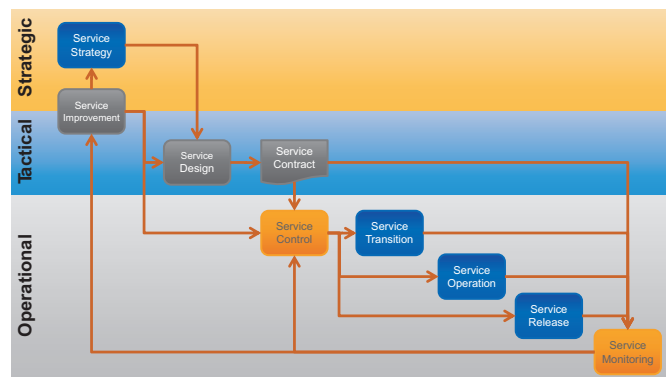 Strategic
Service
Strategy
Service
Improvement
Tactical
Service
Design
Service
Contract
Operational
Service
Control
Service
Transition
Service
Operation
Service
Release
Service
Monitoring